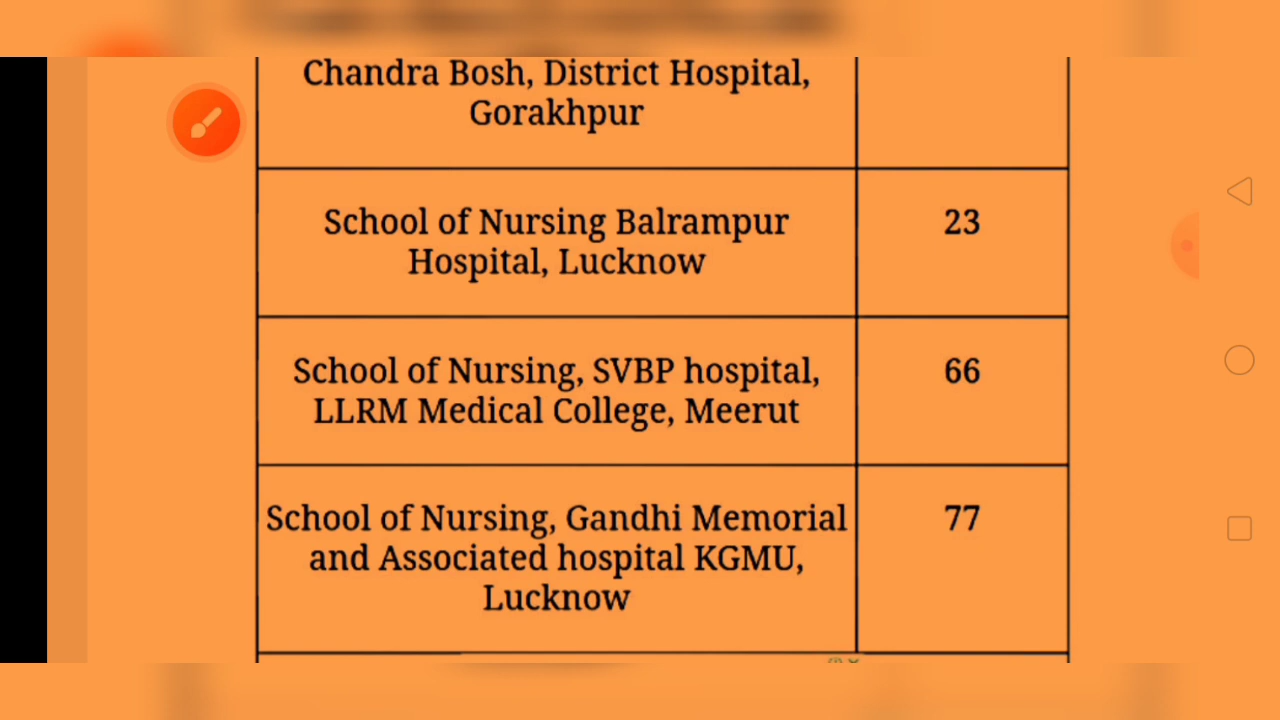 Chandra Bosh, District Hospital,
Gorakhpur
School of Nursing Balrampur
Hospital, Lucknow
23
School of Nursing, SVBP hospital,
LLRM Medical College, Meerut
66
School of Nursing, Gandhi Memorial
and Associated hospital KGMU,
Lucknow
77